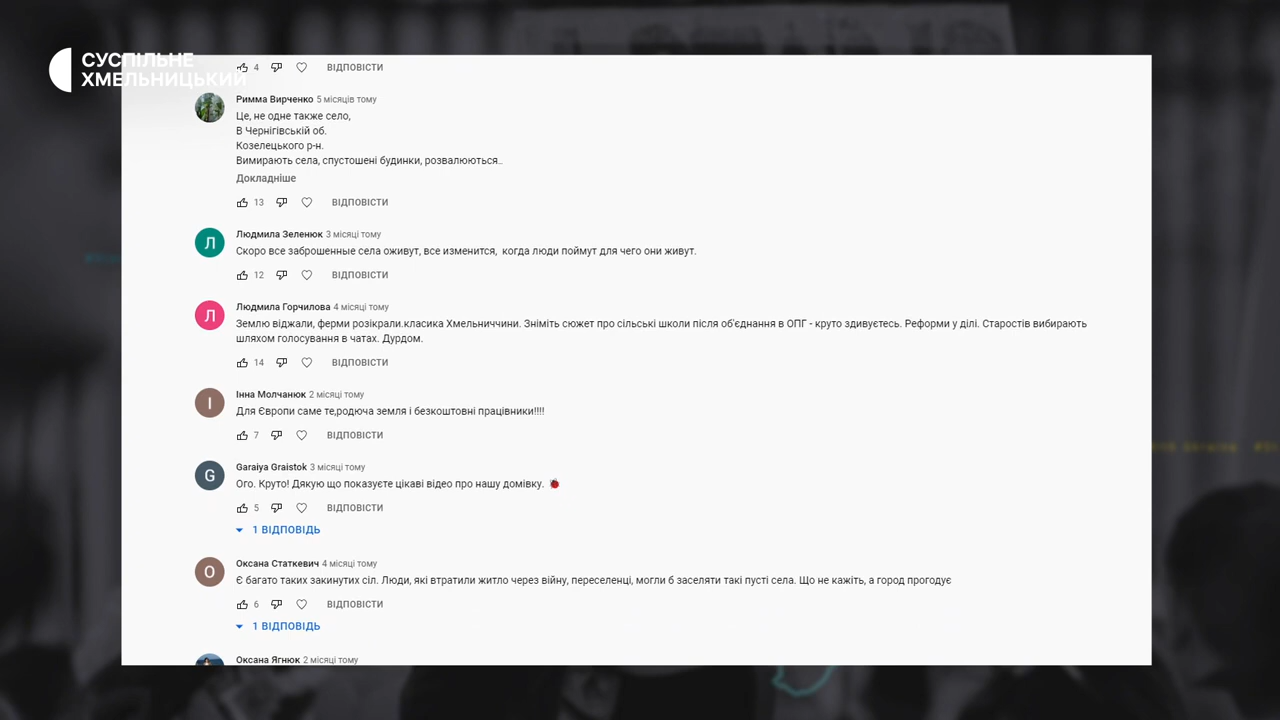 СУСПІЛЬНЕ
ХМЕЛЬНИЦЬКИЙ
4 ВІДПОВІСТИ
Римма Вирченко 5 місяців тому
Це, не одне также село,
В Чернігівській об.
Козелецького р-н.
Вимирають села, спустошені будинки, розвалюються..
Докладніше
13 ВІДПОВІСТИ
Л
Людмила Зеленюк 3 місяці тому
Скоро все заброшенные села оживут, все изменится, когда люди поймут для чего они живут.
12 ВІДПОВІСТИ
Л
Людмила Горчилова 4 місяці тому
Землю віджали, ферми розікрали.класика Хмельниччини. Зніміть сюжет про сільські школи після об'єднання в ОПГ - круто здивуєтесь. Реформи у ділі. Старостів вибирають
шляхом голосування в чатах. Дурдом.
14 ВІДПОВІСТИ
І
Інна Молчанюк 2 місяці тому
Для Європи саме те,родюча земля і безкоштовні працівники!!!!
7 ВІДПОВІСТИ
G
Garaiya Graistok 3 місяці тому
Ого. Круто! Дякую що показуєте цікаві відео про нашу домівку. 🐞
5 ВІДПОВІСТИ
1 ВІДПОВІДЬ
О
Оксана Статкевич 4 місяці тому
Є багато таких закинутих сіл. Люди, які втратили житло через війну, переселенці, могли б заселяти такі пусті села. Що не кажіть, а город прогодує
6 ВІДПОВІСТИ
1 ВІДПОВІДЬ
Оксана Ягнюк 2 місяці тому